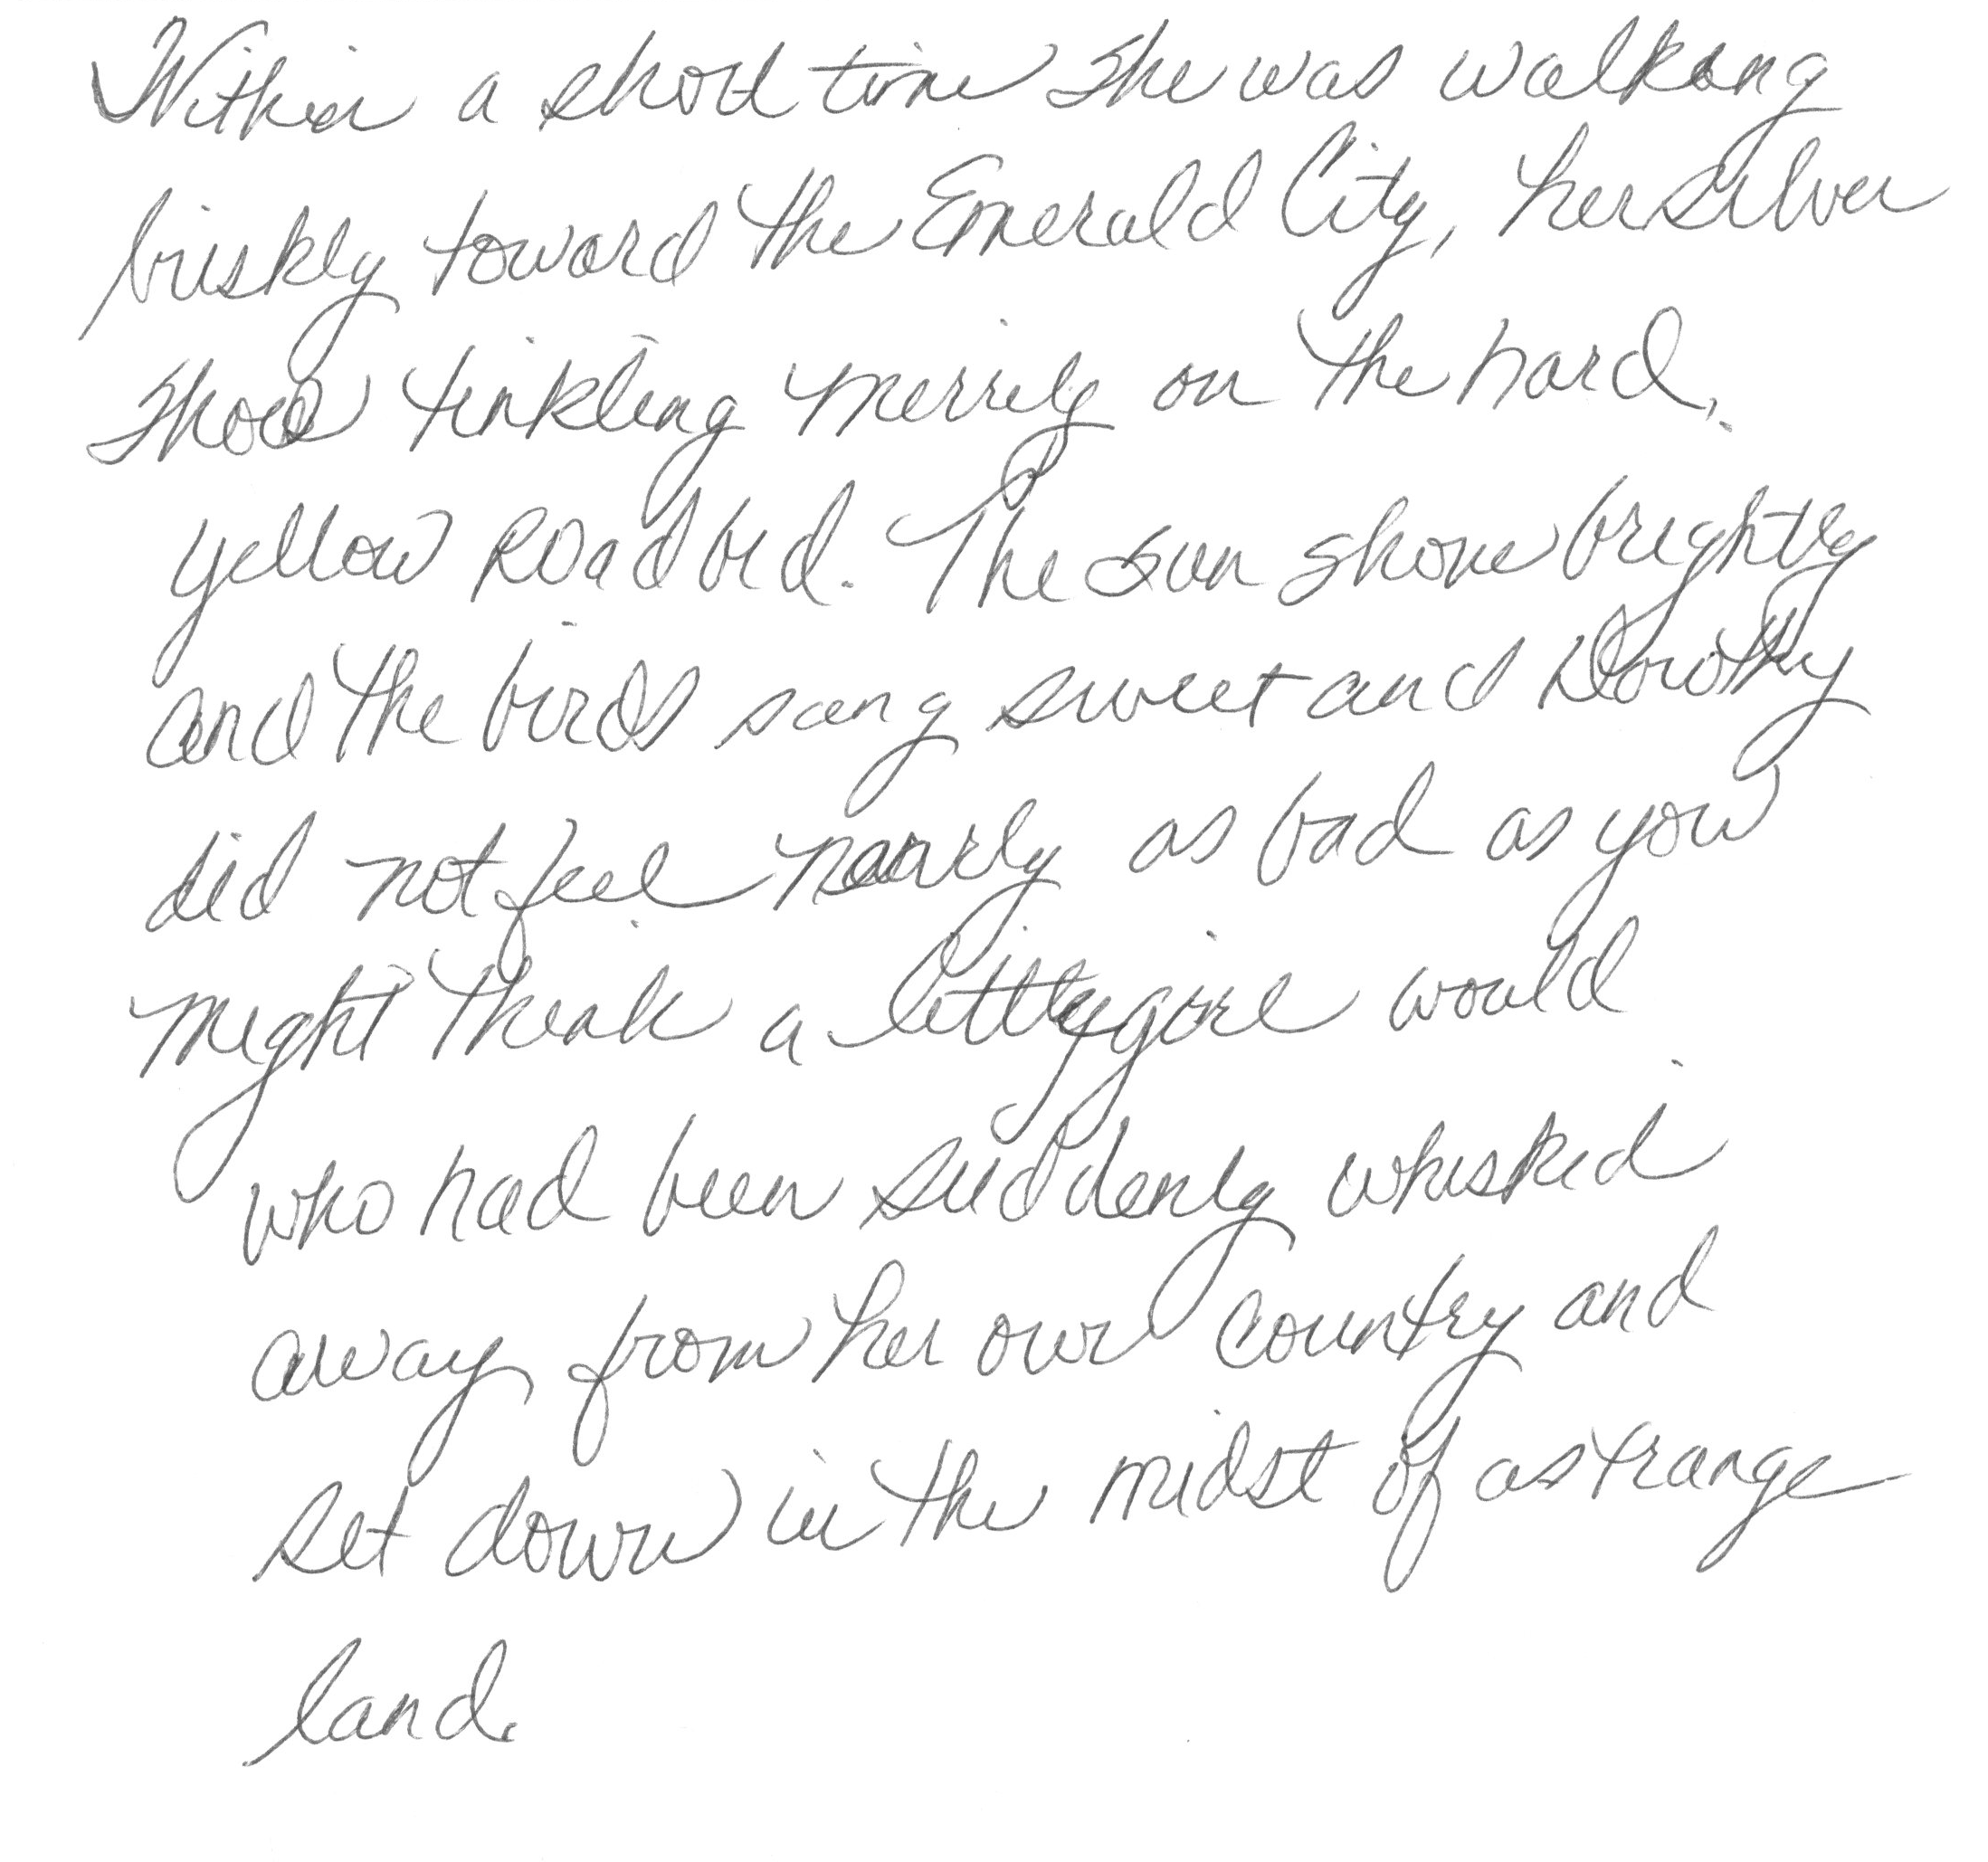 Within a short time she was walking
briskly toward the Emerald City, her silver
shoes tinkling merrily on the hard,
yellow roadbed. The sun shone brightly
and the birds sang sweet and Dorothy
did not feel nearly as bad as you
might think a little girl would
who had been suddenly whisked
away from her own country and
set down in the midst of a strange
land.